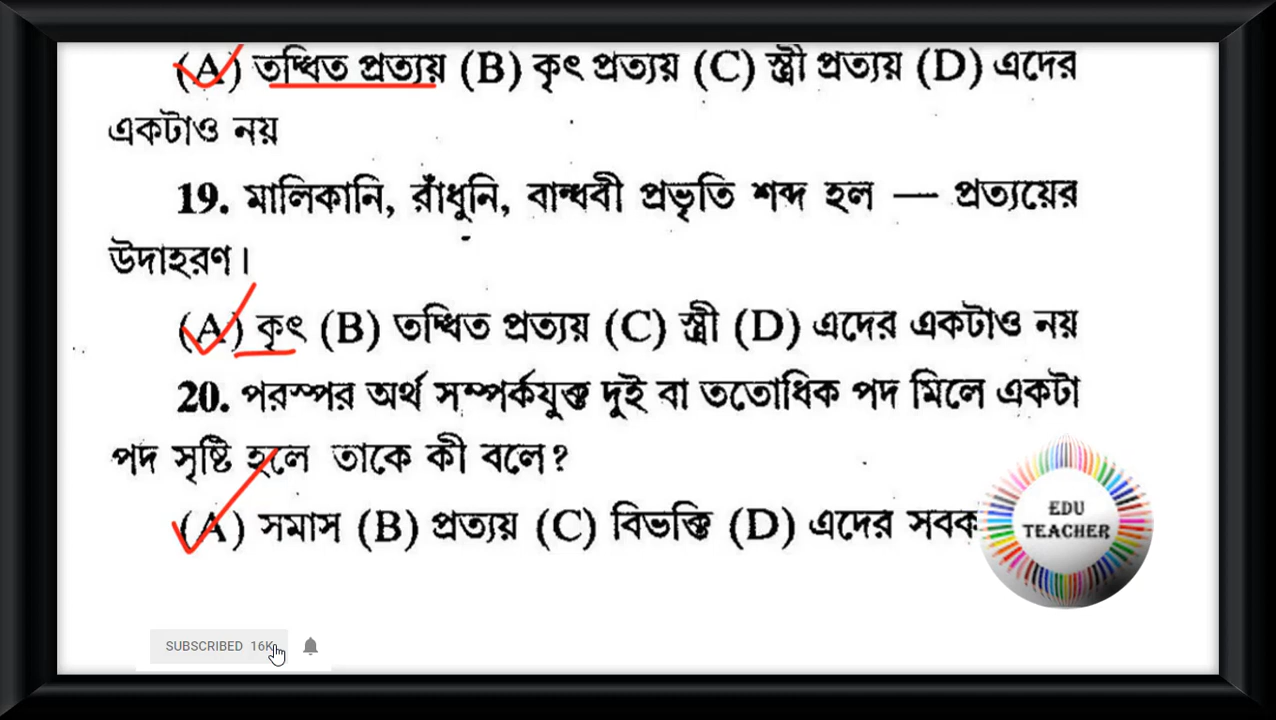 (A) তদ্ধিত প্রত্যয় (B) কৃৎ প্রত্যয় (C) স্ত্রী প্রত্যয় (D) এদের
একটাও নয়
19. মালিকানি, রাঁধুনি, বান্ধবী প্রভৃতি শব্দ হল — প্রত্যয়ের
উদাহরণ।
(A) কৃৎ (B) তদ্ধিত প্রত্যয় (C) স্ত্রী (D) এদের একটাও নয়
20. পরস্পর অর্থ সম্পর্কযুক্ত দুই বা ততোধিক পদ মিলে একটা
পদ সৃষ্টি হলে তাকে কী বলে?
(A) সমাস (B) প্রত্যয় (C) বিভক্তি (D) এদের সবক
EDU
TEACHER
SUBSCRIBED 16K